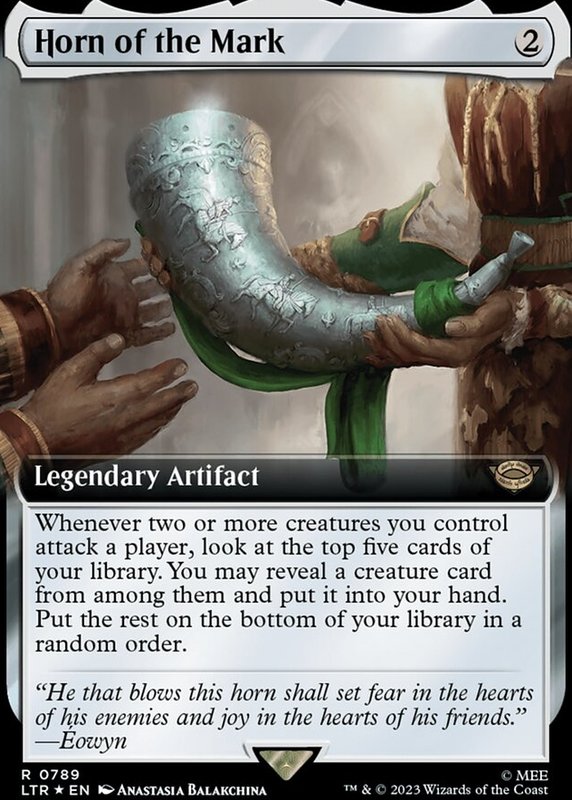 Horn of the Mark
2
Legendary Artifact
Whenever two or more creatures you control
attack a player, look at the top five cards of
your library. You may reveal a creature card
from among them and put it into your hand.
Put the rest on the bottom of your library in a
random order.
“He that blows this horn shall set fear in the hearts
of his enemies and joy in the hearts of his friends.”
—Éowyn
R 0789
LTR ★ EN Anastasia Balakchina
© MEE
™ & © 2023 Wizards of the Coast